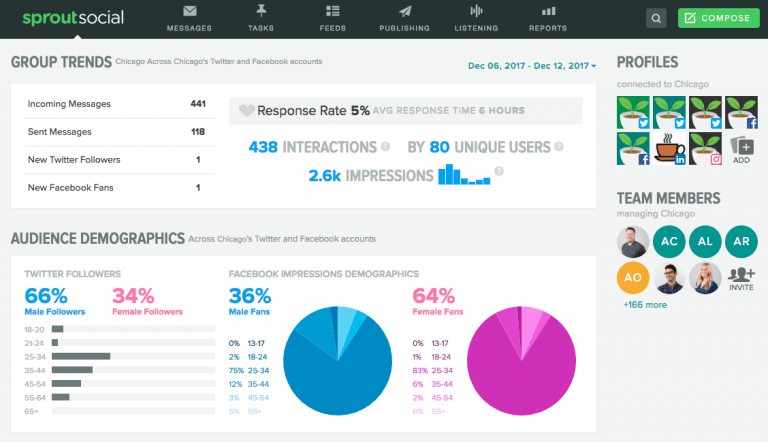 sproutsocial
MESSAGES
TASKS
FEEDS
PUBLISHING
LISTENING
REPORTS
COMPOSE
GROUP TRENDS Chicago Across Chicago's Twitter and Facebook accounts
Dec 06, 2017 - Dec 12, 2017
Incoming Messages 441
Sent Messages 118
New Twitter Followers 1
New Facebook Fans 1
Response Rate 5% AVG RESPONSE TIME 6 HOURS
438 INTERACTIONS ? BY 80 UNIQUE USERS ?
2.6k IMPRESSIONS ?
AUDIENCE DEMOGRAPHICS Across Chicago's Twitter and Facebook accounts
TWITTER FOLLOWERS
66% 34%
Male Followers Female Followers
18-20
21-24
25-34
35-44
45-54
55-64
65+
FACEBOOK IMPRESSIONS DEMOGRAPHICS
36%
Male Fans
0% 13-17
2% 18-24
75% 25-34
12% 35-44
3% 45-54
5% 55+
64%
Female Fans
0% 13-17
1% 18-24
83% 25-34
6% 35-44
2% 45-54
6% 55+
PROFILES
connected to Chicago
f
f
in
ADD
TEAM MEMBERS
managing Chicago
AC
AL
AR
AO
INVITE
+166 more